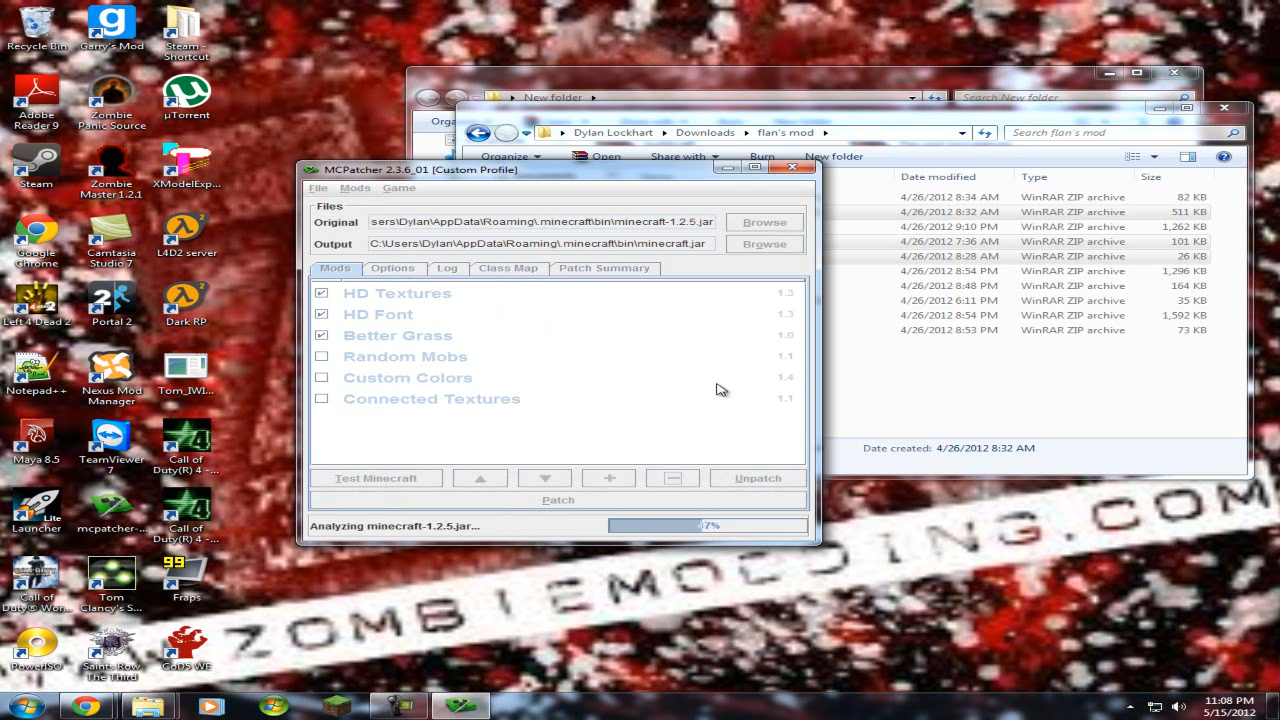 Recycle Bin
Garry's Mod
Steam -
Shortcut
Adobe
Reader 9
Zombie
Panic Source
µTorrent
Steam
Zombie
Master 1.2.1
XModelExp...
Google
Chrome
Camtasia
Studio 7
L4D2 server
Left 4 Dead 2
Portal 2
Dark RP
Notepad++
Nexus Mod
Manager
Tom_IWI...
Maya 8.5
TeamViewer
7
Call of
Duty(R) 4 -...
Lite
Launcher
mcpatcher-...
Call of
Duty(R) 4 -...
Call of
Duty® Wor...
Tom
Clancy's S...
99
Fraps
PowerISO
Saints Row
The Third
CoD5 WE
New folder
Search New folder
Orga
Dylan Lockhart
Downloads
flan's mod
Search flan's mod
Organize
Open
Share with
Burn
New folder
Date modified
Type
Size
4/26/2012 8:34 AM WinRAR ZIP archive 82 KB
4/26/2012 8:32 AM WinRAR ZIP archive 511 KB
4/26/2012 9:10 PM WinRAR ZIP archive 1,262 KB
4/26/2012 7:36 AM WinRAR ZIP archive 101 KB
4/26/2012 8:28 AM WinRAR ZIP archive 26 KB
4/26/2012 8:54 PM WinRAR ZIP archive 1,296 KB
4/26/2012 8:48 PM WinRAR ZIP archive 164 KB
4/26/2012 6:11 PM WinRAR ZIP archive 35 KB
4/26/2012 8:54 PM WinRAR ZIP archive 1,592 KB
4/26/2012 8:53 PM WinRAR ZIP archive 73 KB
Date created: 4/26/2012 8:32 AM
MCPatcher 2.3.6_01 [Custom Profile]
File Mods Game
Files
Original sers\Dylan\AppData\Roaming\.minecraft\bin\minecraft-1.2.5.jar Browse
Output C:\Users\Dylan\AppData\Roaming\.minecraft\bin\minecraft.jar Browse
Mods Options Log Class Map Patch Summary
HD Textures 1.3
HD Font 1.3
Better Grass 1.0
Random Mobs 1.1
Custom Colors 1.4
Connected Textures 1.1
Test Minecraft
Unpatch
Patch
Analyzing minecraft-1.2.5.jar... 47%
ZOMBIEMODDING.COM
11:08 PM
5/15/2012